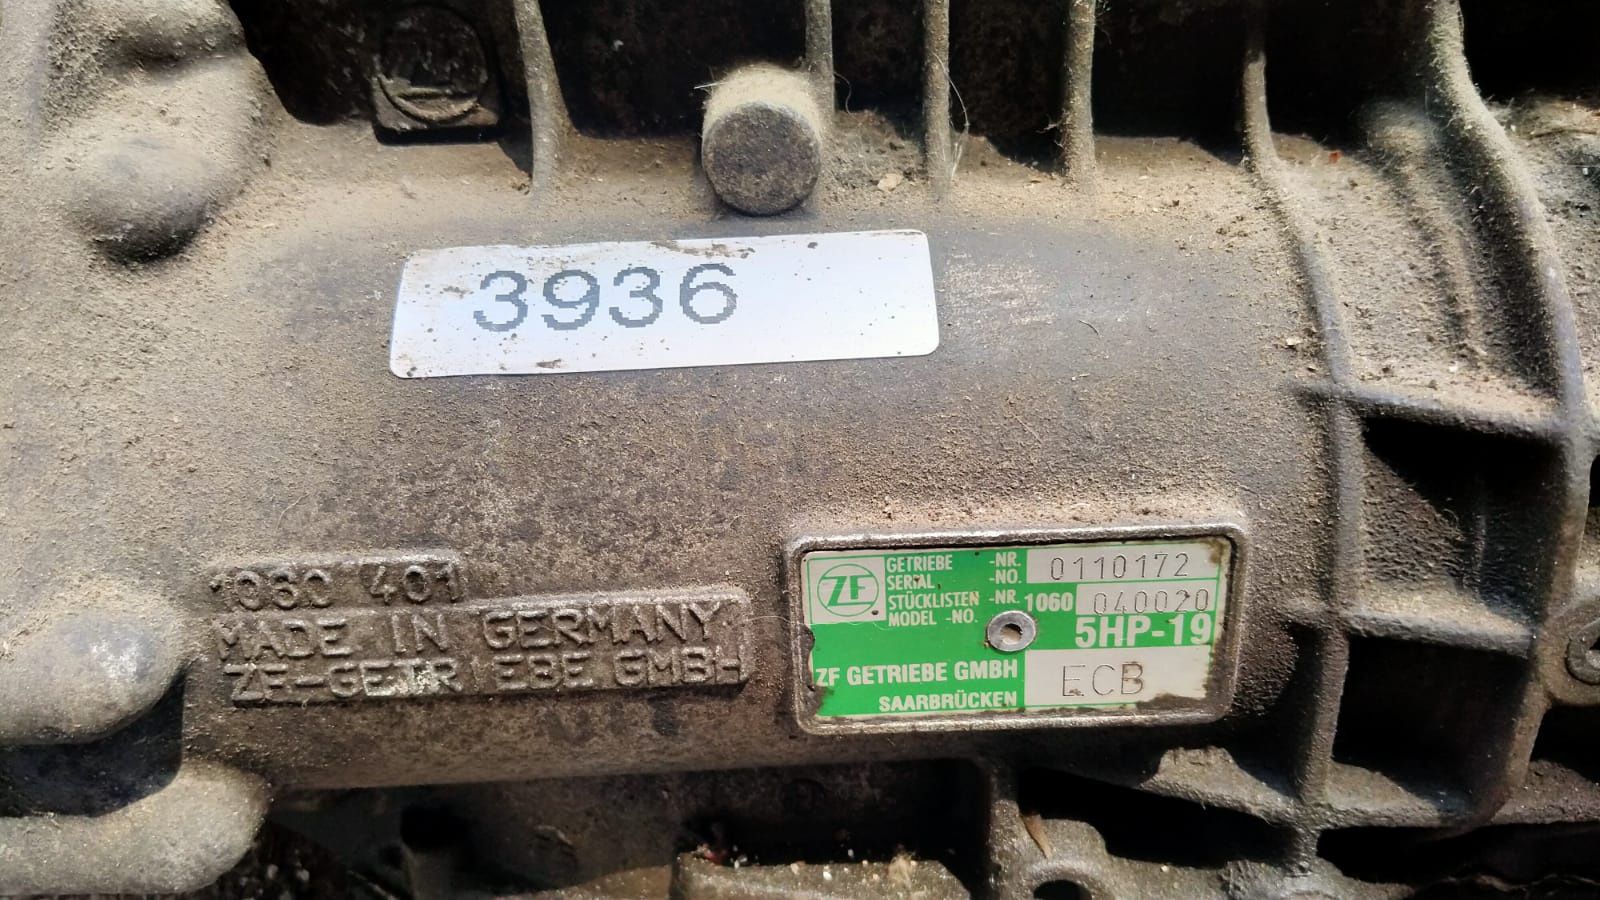 3936
1060 401
MADE IN GERMANY
ZF-GETRIEBE GMBH
ZF
GETRIEBE -NR. 0110172
SERIAL -NO.
STÜCKLISTEN -NR. 1060 040020
MODEL -NO.
5HP-19
ZF GETRIEBE GMBH ECB
SAARBRÜCKEN